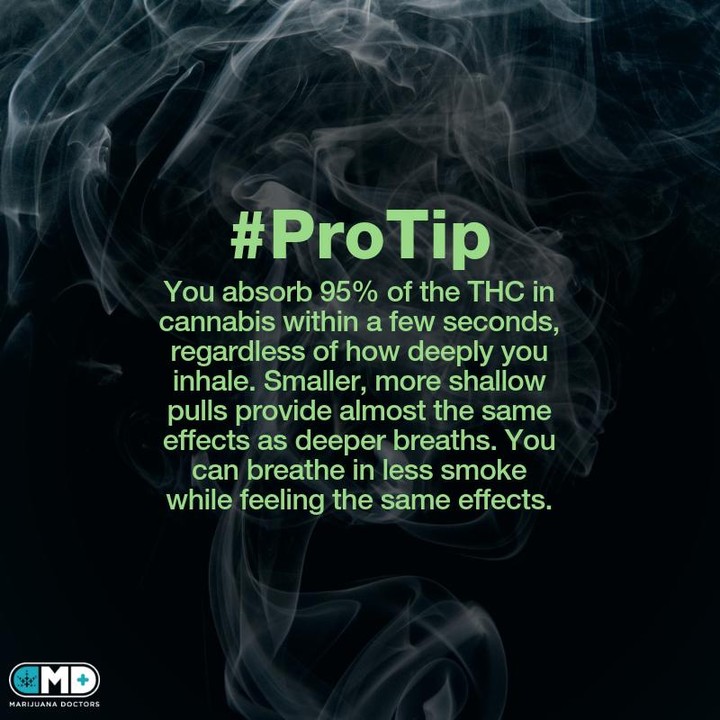 #ProTip
You absorb 95% of the THC in
cannabis within a few seconds,
regardless of how deeply you
inhale. Smaller, more shallow
pulls provide almost the same
effects as deeper breaths. You
can breathe in less smoke
while feeling the same effects.
MD
MARIJUANA DOCTORS